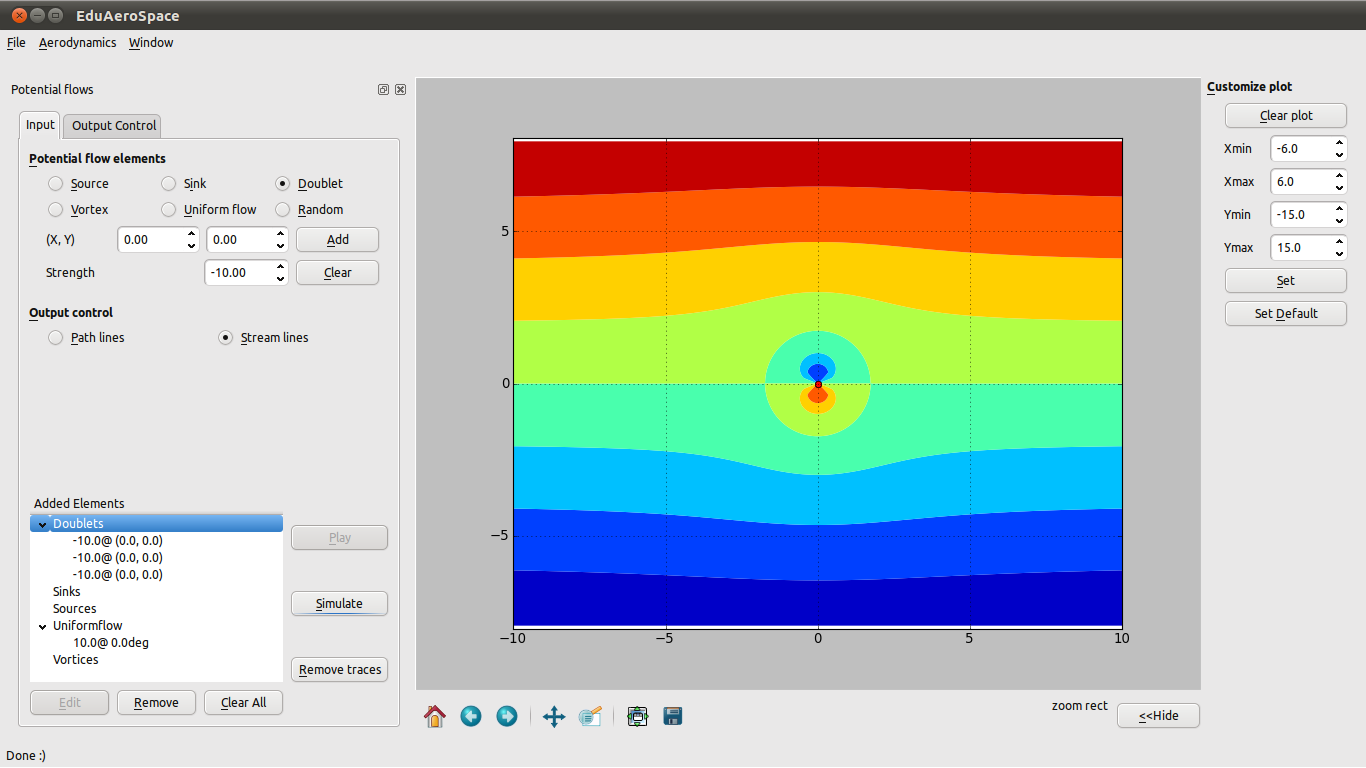 EduAeroSpace
File Aerodynamics Window
Potential flows
Input Output Control
Potential flow elements
Source Sink Doublet
Vortex Uniform flow Random
(X, Y) 0.00 0.00 Add
Strength -10.00 Clear
Output control
Path lines Stream lines
Added Elements
Doublets
-10.0@ (0.0, 0.0)
-10.0@ (0.0, 0.0)
-10.0@ (0.0, 0.0)
Sinks
Sources
Uniformflow
10.0@ 0.0deg
Vortices
Play
Simulate
Remove traces
Edit Remove Clear All
5
0
−5
−10 −5 0 5 10
zoom rect
<<Hide
Customize plot
Clear plot
Xmin -6.0
Xmax 6.0
Ymin -15.0
Ymax 15.0
Set
Set Default
Done :)